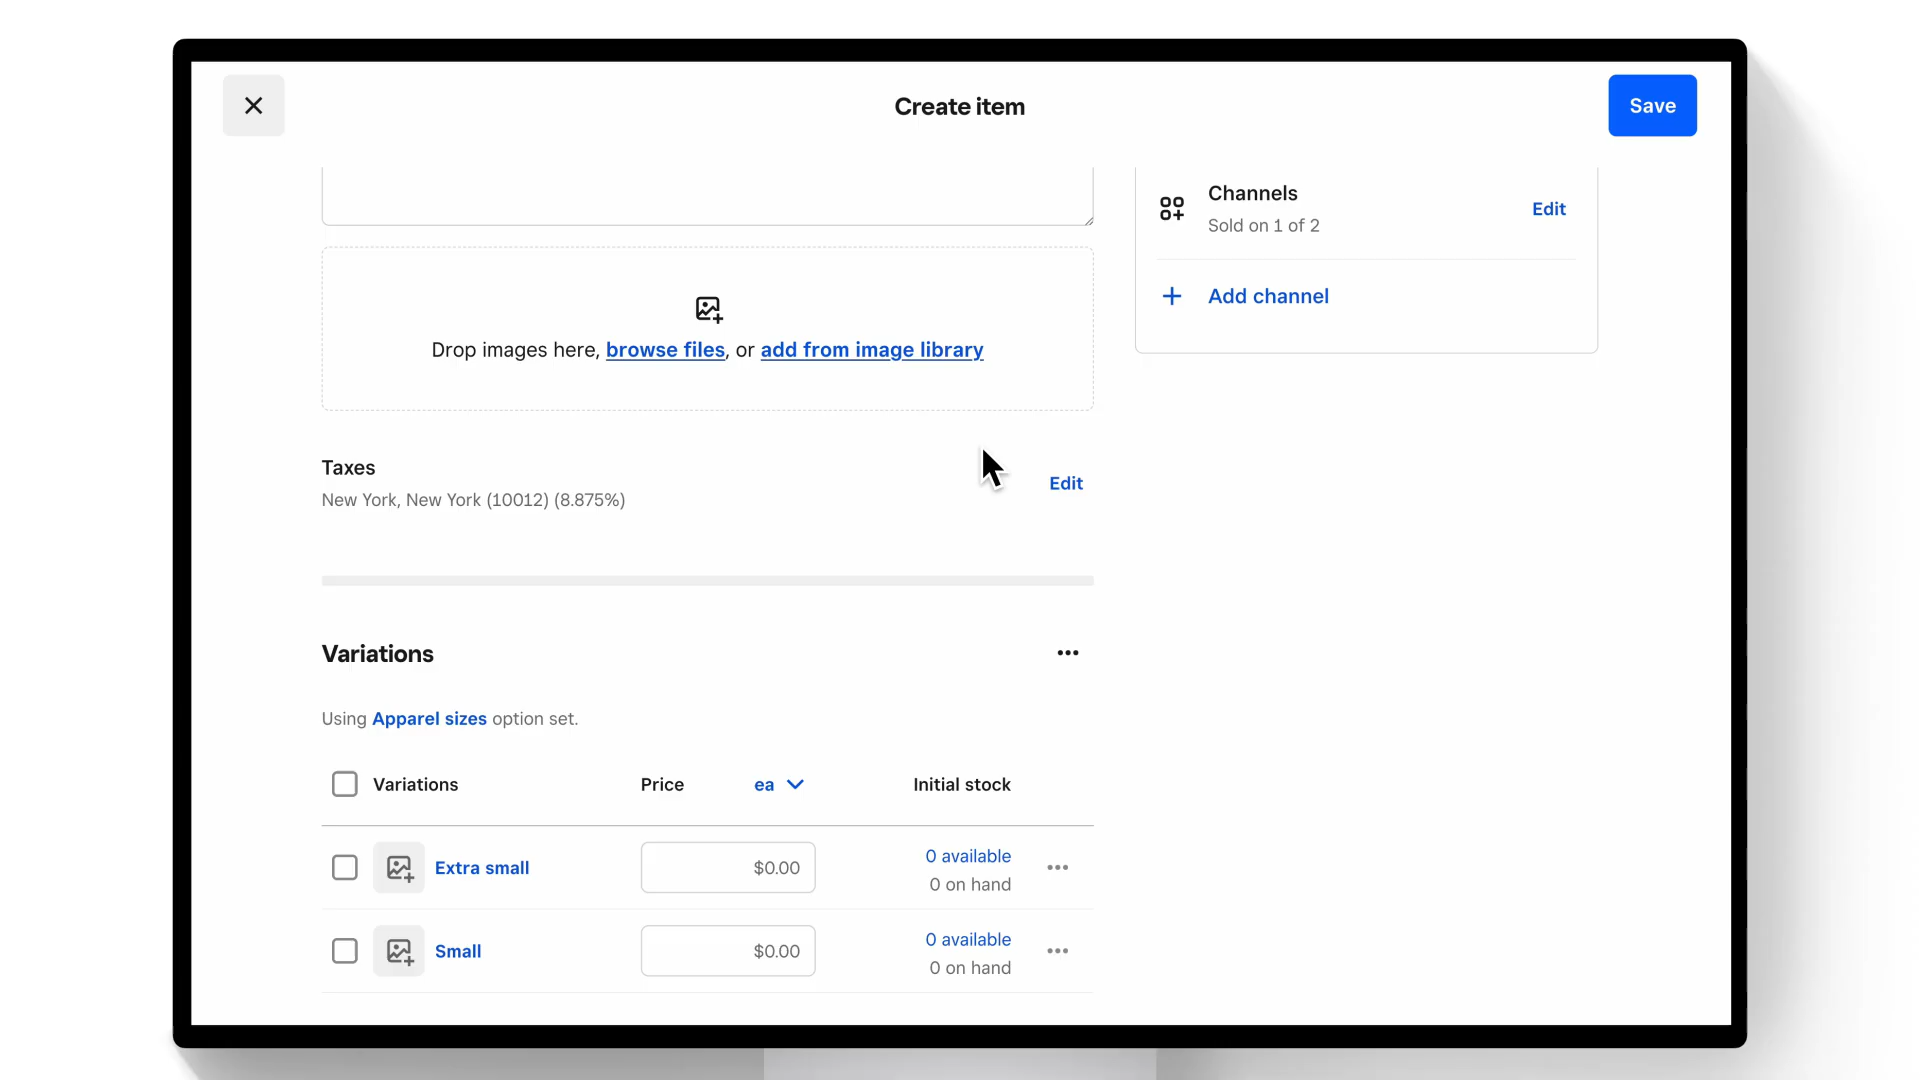 Create item
Save
Channels
Sold on 1 of 2
Edit
Add channel
Drop images here, browse files, or add from image library
Taxes
New York, New York (10012) (8.875%)
Edit
Variations
Using Apparel sizes option set.
Variations Price ea Initial stock
Extra small $0.00 0 available
0 on hand
Small $0.00 0 available
0 on hand